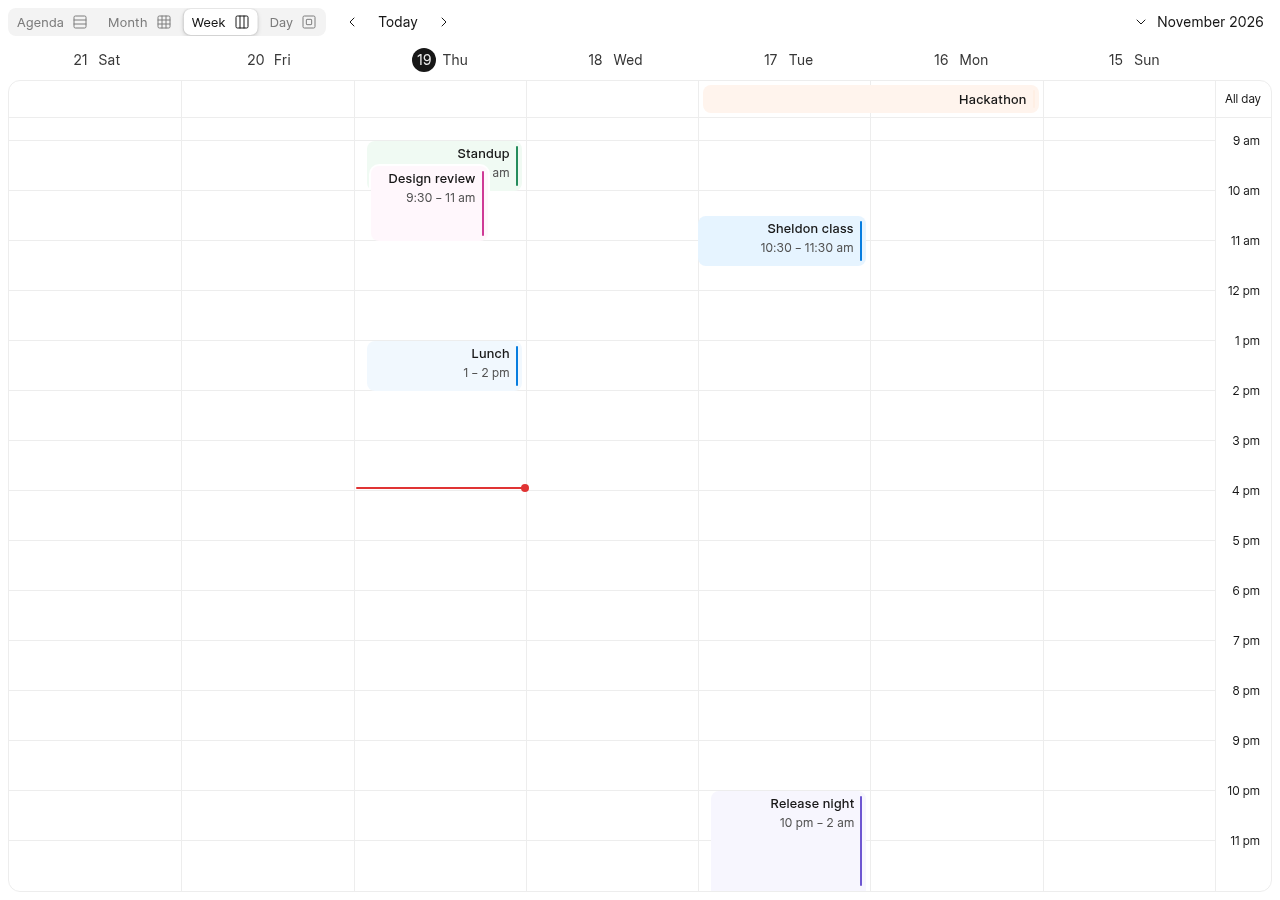 Agenda
Month
Week
Day
Today
November 2026
21 Sat
20 Fri
19 Thu
18 Wed
17 Tue
16 Mon
15 Sun
Hackathon
All day
9 am
10 am
11 am
12 pm
1 pm
2 pm
3 pm
4 pm
5 pm
6 pm
7 pm
8 pm
9 pm
10 pm
11 pm
Standup
am
Design review
9:30 – 11 am
Lunch
1 – 2 pm
Sheldon class
10:30 – 11:30 am
Release night
10 pm – 2 am